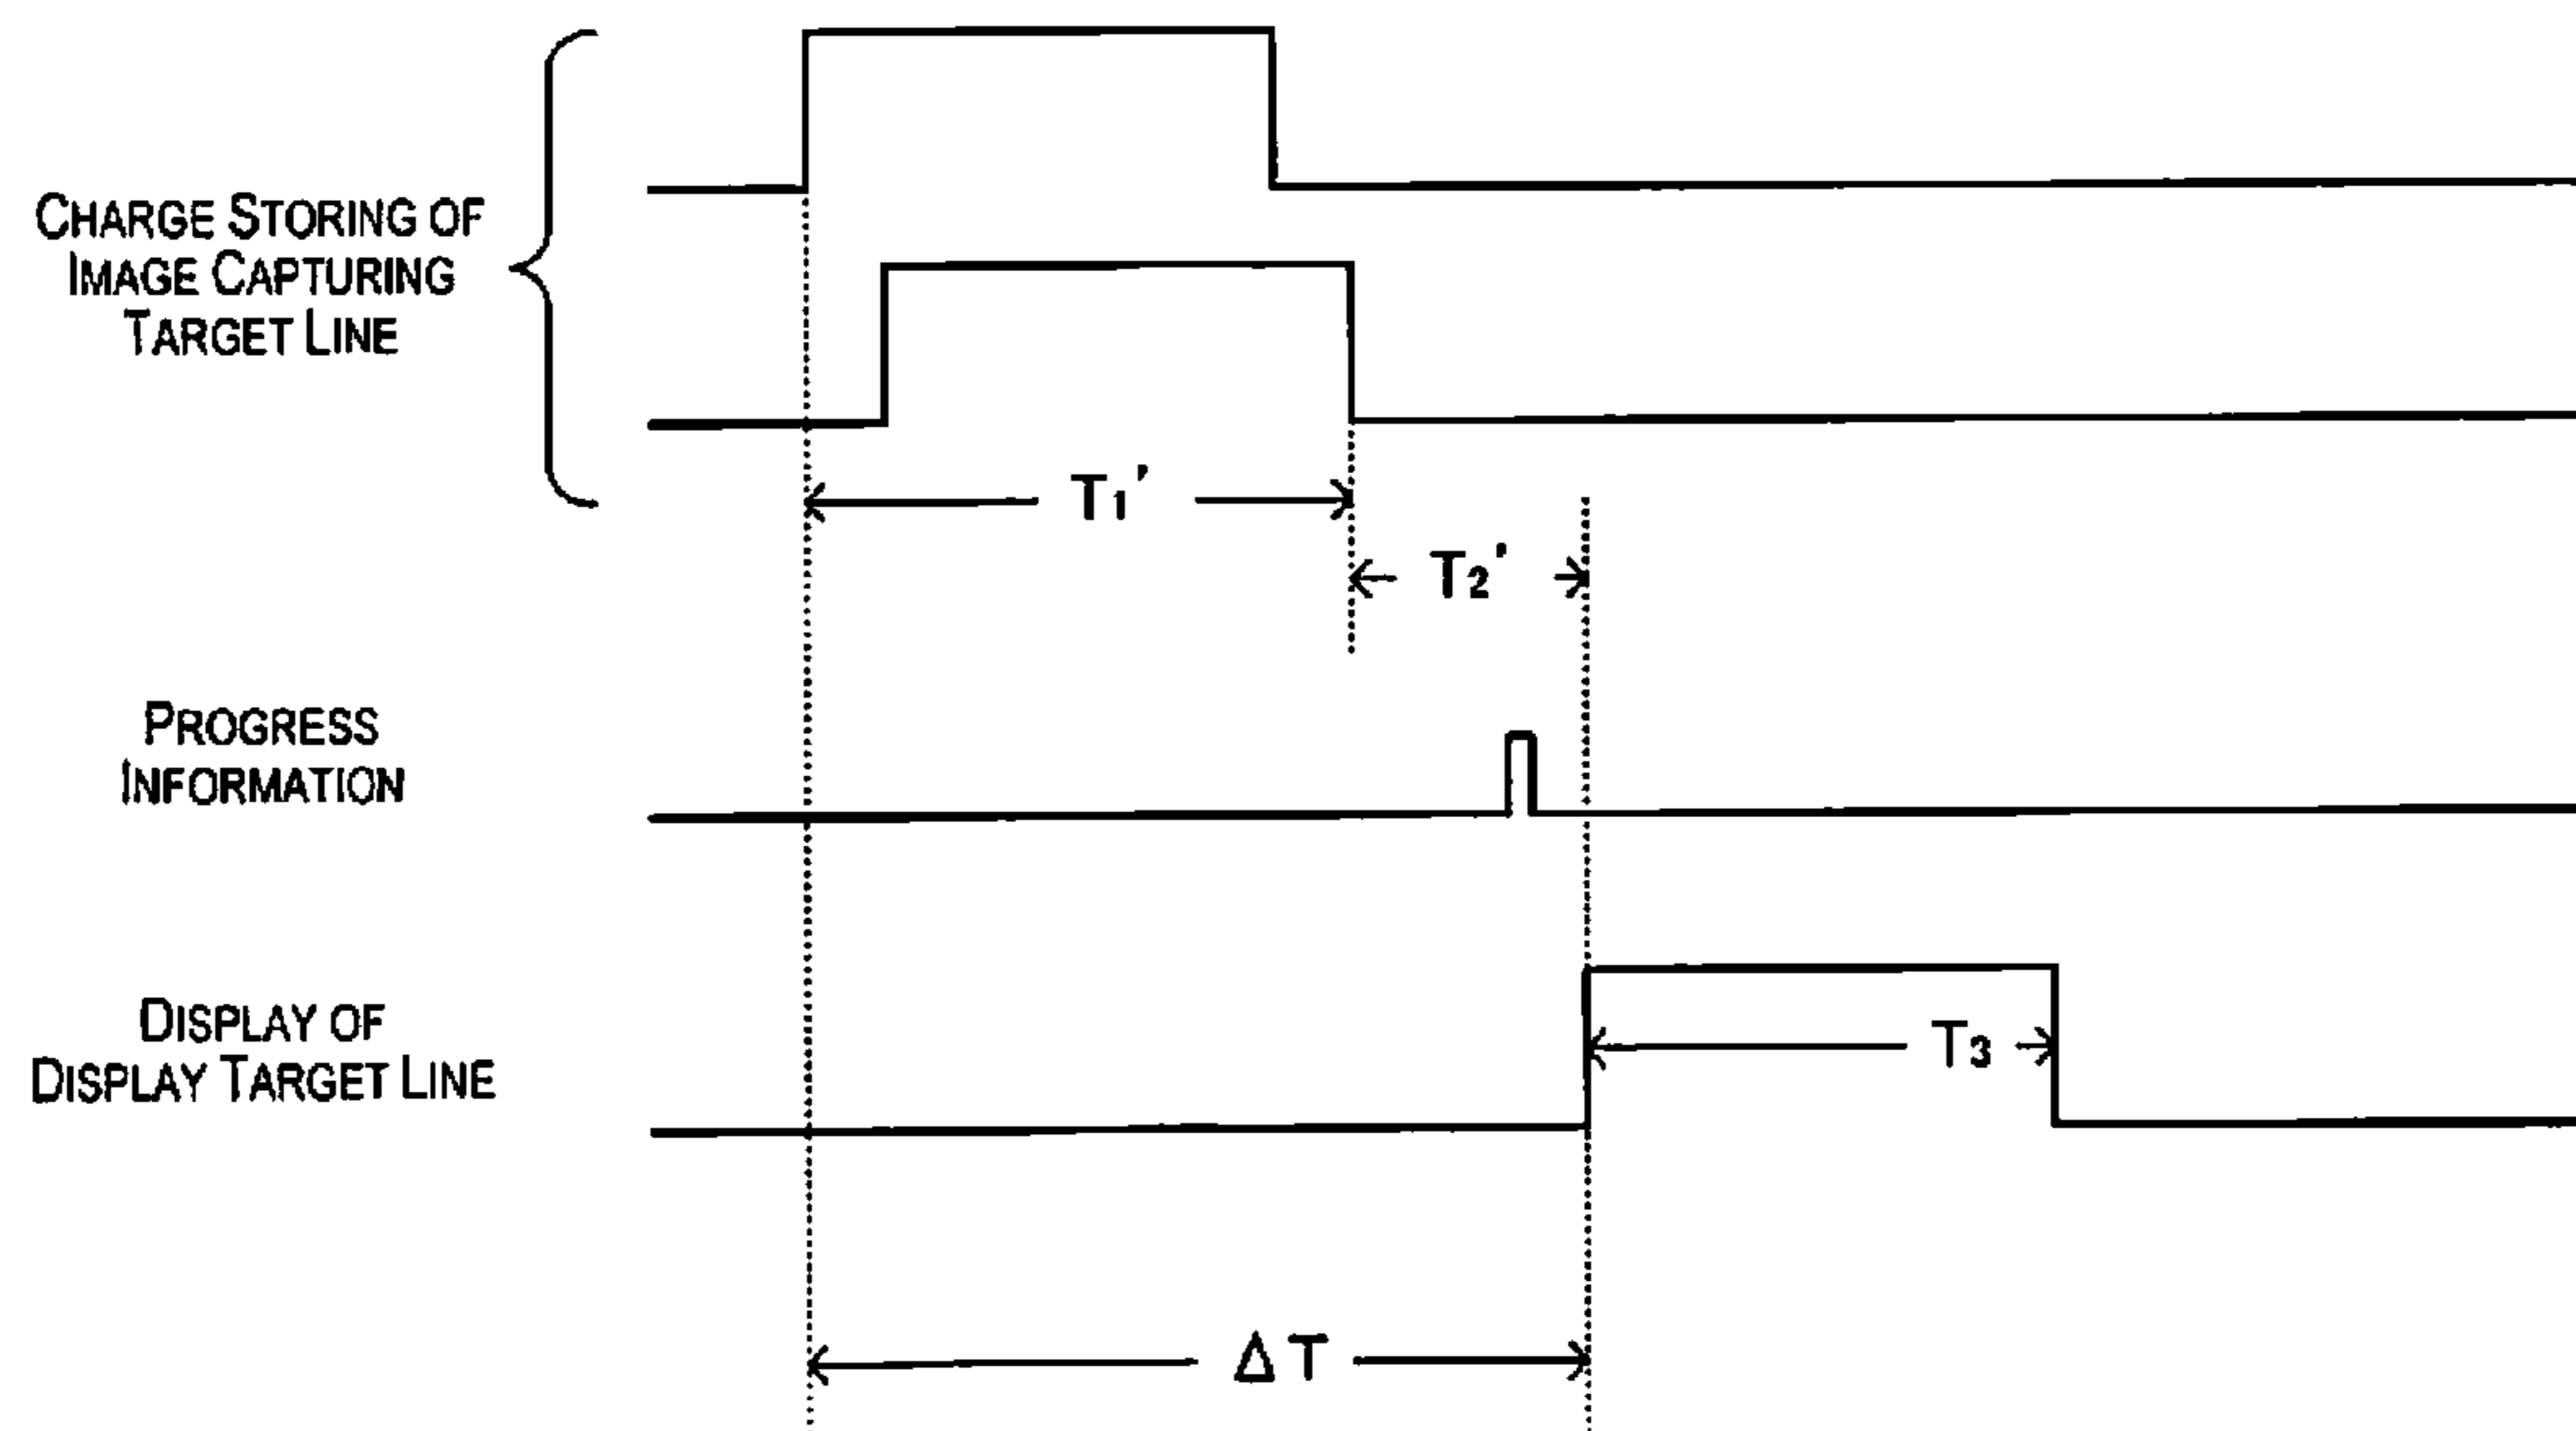 CHARGE STORING OF
IMAGE CAPTURING
TARGET LINE
T1'
T2'
PROGRESS
INFORMATION
DISPLAY OF
DISPLAY TARGET LINE
T3
ΔT